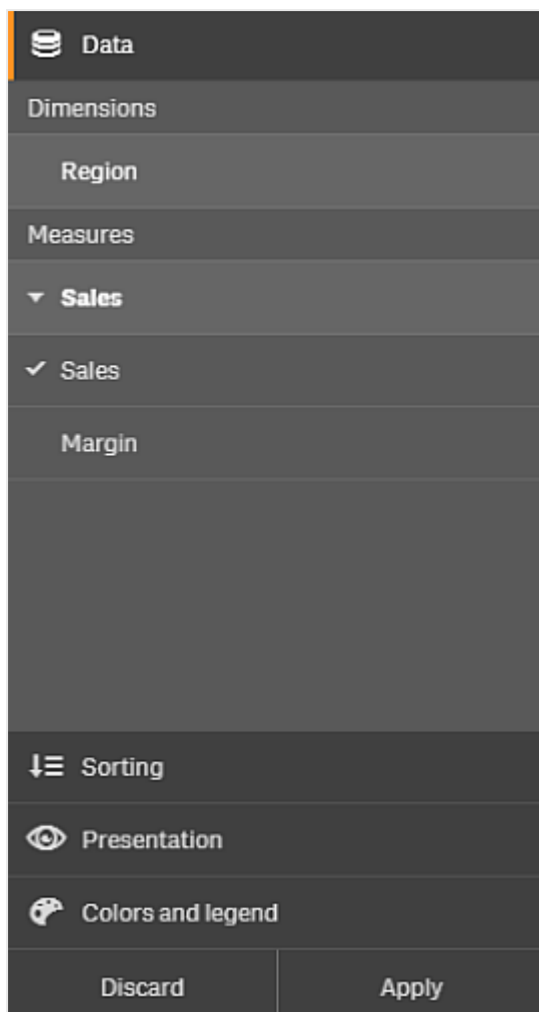 Data
Dimensions
Region
Measures
Sales
Sales
Margin
Sorting
Presentation
Colors and legend
Discard Apply